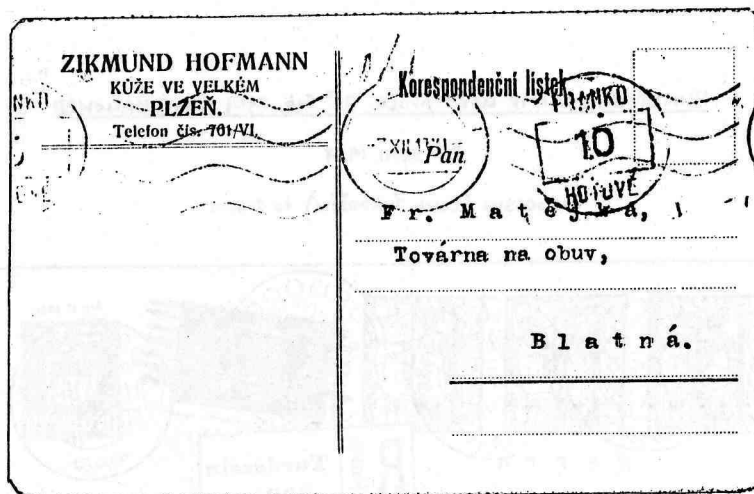 ZIKMUND HOFMANN
KŮŽE VE VELKÉM
PLZEŇ.
Telefon čís. 701/VI.
Korespondenční lístek
FRANKO
10
HOTOVĚ
XII
Pan
Fr. Matějka,
Továrna na obuv,
Blatná.